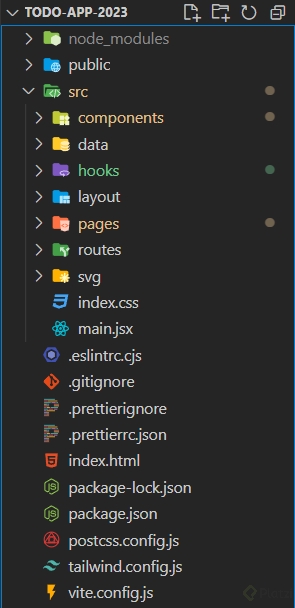 TODO-APP-2023
node_modules
public
src
components
data
hooks
layout
pages
routes
svg
index.css
main.jsx
.eslintrc.cjs
.gitignore
.prettierignore
.prettierrc.json
index.html
package-lock.json
package.json
postcss.config.js
tailwind.config.js
vite.config.js